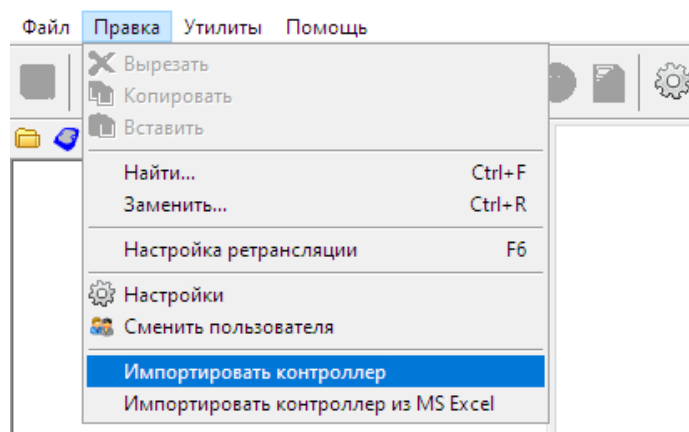 Файл Правка Утилиты Помощь
Вырезать
Копировать
Вставить
Найти... Ctrl+F
Заменить... Ctrl+R
Настройка ретрансляции F6
Настройки
Сменить пользователя
Импортировать контроллер
Импортировать контроллер из MS Excel